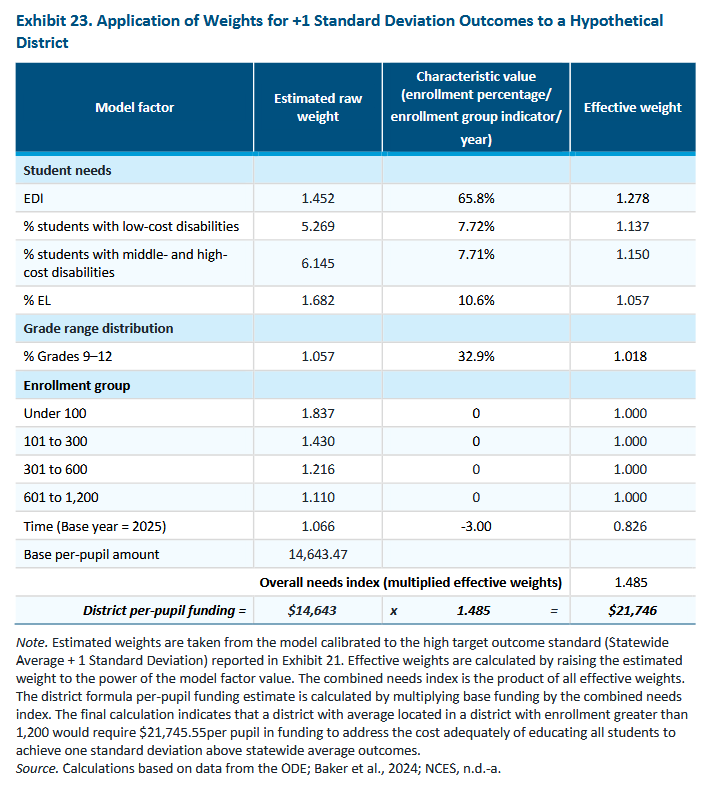 Exhibit 23. Application of Weights for +1 Standard Deviation Outcomes to a Hypothetical
District
Model factor
Estimated raw
weight
Characteristic value
(enrollment percentage/
enrollment group indicator/
year)
Effective weight
Student needs
EDI 1.452 65.8% 1.278
% students with low-cost disabilities 5.269 7.72% 1.137
% students with middle- and high-
cost disabilities 6.145 7.71% 1.150
% EL 1.682 10.6% 1.057
Grade range distribution
% Grades 9–12 1.057 32.9% 1.018
Enrollment group
Under 100 1.837 0 1.000
101 to 300 1.430 0 1.000
301 to 600 1.216 0 1.000
601 to 1,200 1.110 0 1.000
Time (Base year = 2025) 1.066 -3.00 0.826
Base per-pupil amount 14,643.47
Overall needs index (multiplied effective weights) 1.485
District per-pupil funding = $14,643 x 1.485 = $21,746
Note. Estimated weights are taken from the model calibrated to the high target outcome standard (Statewide
Average + 1 Standard Deviation) reported in Exhibit 21. Effective weights are calculated by raising the estimated
weight to the power of the model factor value. The combined needs index is the product of all effective weights.
The district formula per-pupil funding estimate is calculated by multiplying base funding by the combined needs
index. The final calculation indicates that a district with average located in a district with enrollment greater than
1,200 would require $21,745.55per pupil in funding to address the cost adequately of educating all students to
achieve one standard deviation above statewide average outcomes.
Source. Calculations based on data from the ODE; Baker et al., 2024; NCES, n.d.-a.